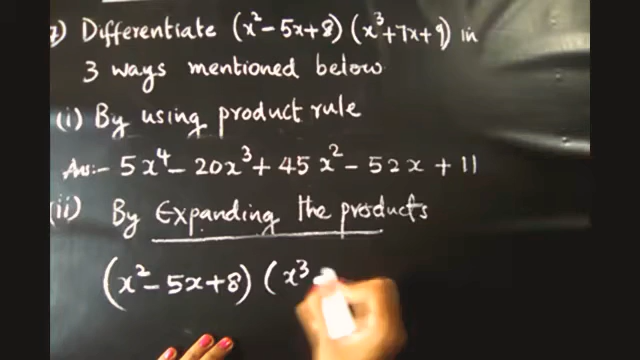 ) Differentiate (x² - 5x + 8) (x³ + 7x + 9) in
3 ways mentioned below
(i) By using product rule
Ans:- 5x⁴ - 20x³ + 45x² - 52x + 11
(ii) By Expanding the products
(x² - 5x + 8) (x³